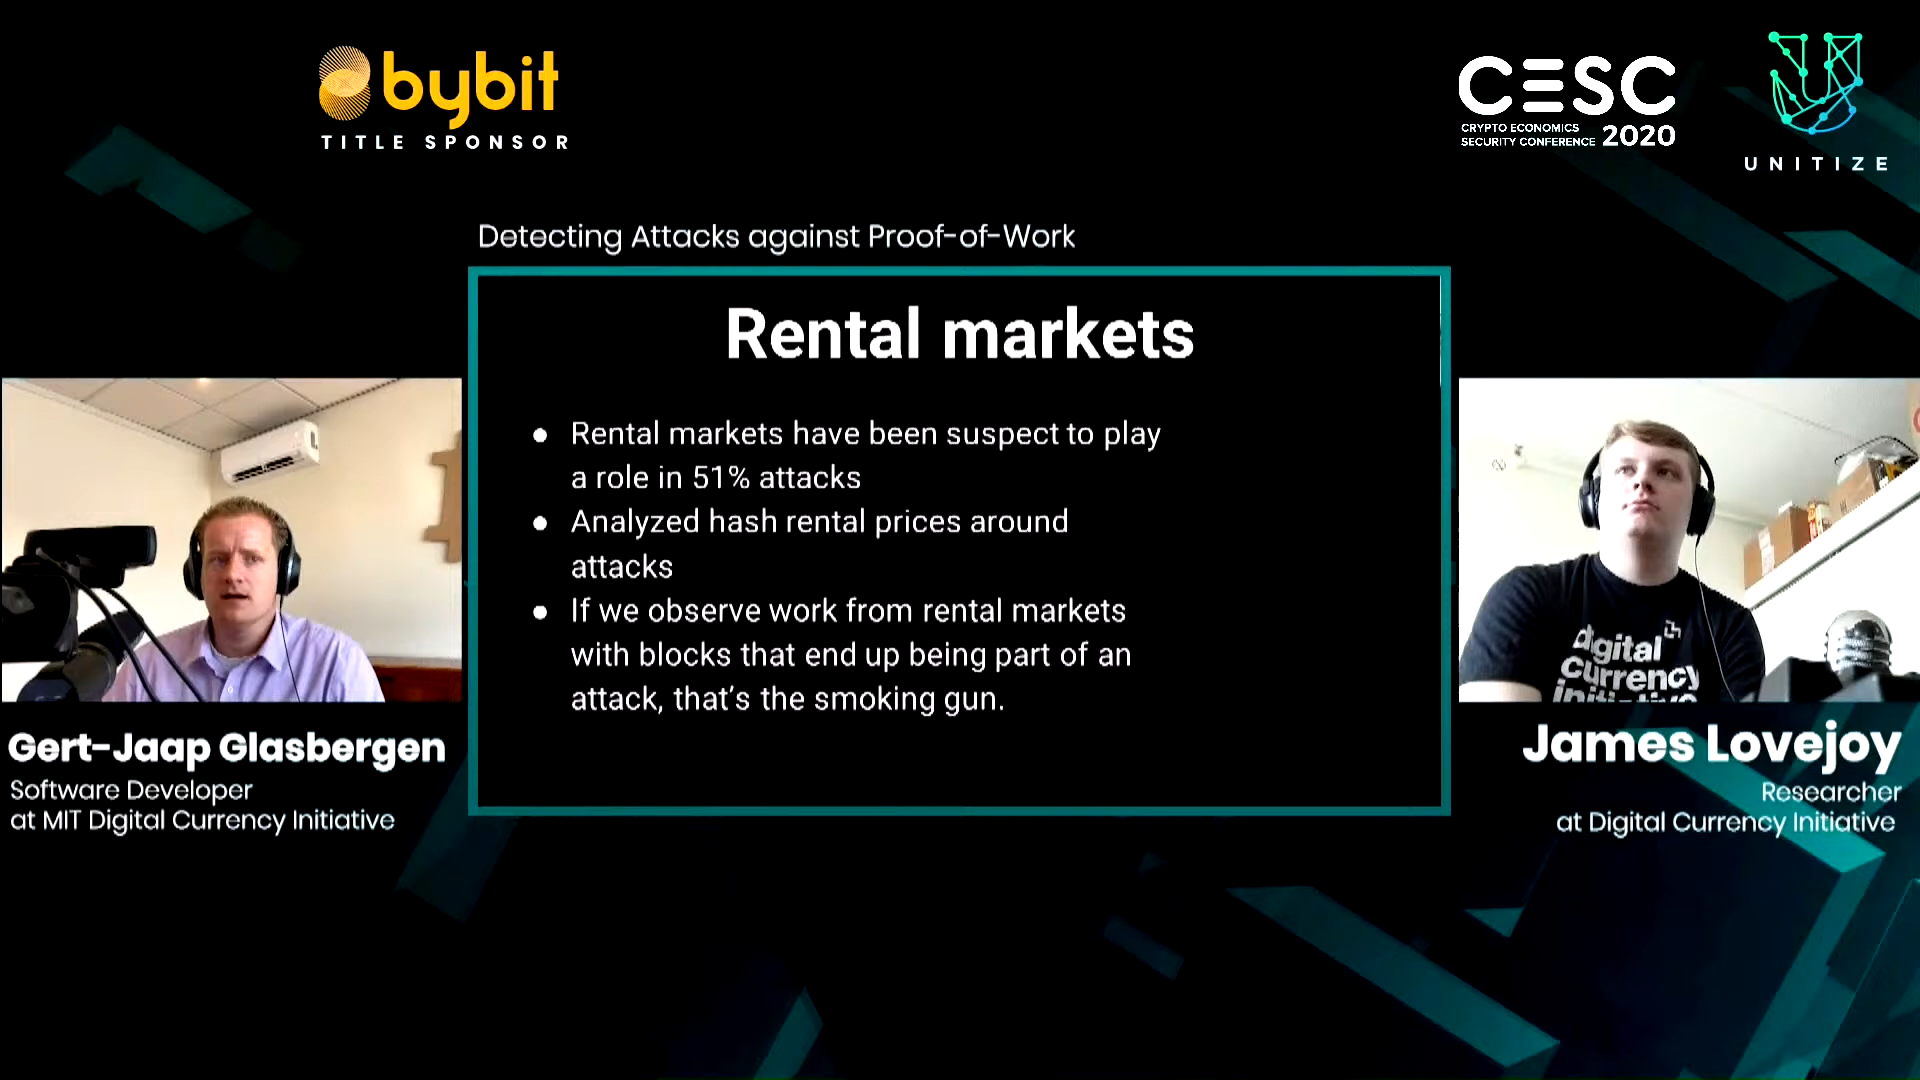 bybit
TITLE SPONSOR
CESC
CRYPTO ECONOMICS
SECURITY CONFERENCE 2020
UNITIZE
Detecting Attacks against Proof-of-Work
Rental markets
● Rental markets have been suspect to play
a role in 51% attacks
● Analyzed hash rental prices around
attacks
● If we observe work from rental markets
with blocks that end up being part of an
attack, that's the smoking gun.
digital
currency
initiative
Gert-Jaap Glasbergen
Software Developer
at MIT Digital Currency Initiative
James Lovejoy
Researcher
at Digital Currency Initiative